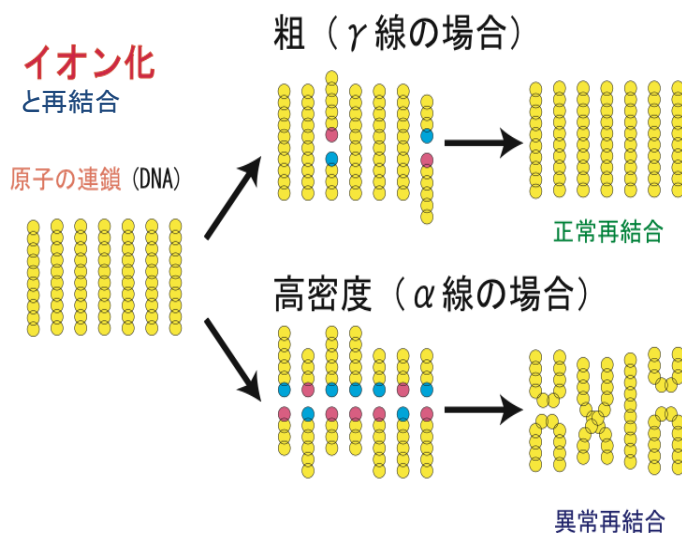 イオン化
と再結合
原子の連鎖 (DNA)
粗（γ線の場合）
正常再結合
高密度（α線の場合）
異常再結合